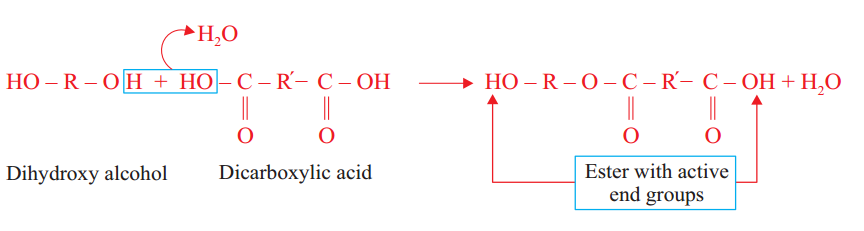 H₂O
HO – R – O H + HO – C – R′ – C – OH ⟶ HO – R – O – C – R′ – C – OH + H₂O
|| || || ||
O O O O
Dihydroxy alcohol Dicarboxylic acid Ester with active
end groups